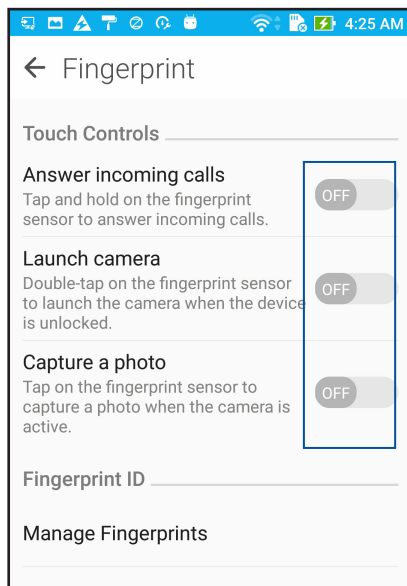 4:25 AM
Fingerprint
Touch Controls
Answer incoming calls
Tap and hold on the fingerprint
sensor to answer incoming calls.
OFF
Launch camera
Double-tap on the fingerprint sensor
to launch the camera when the device
is unlocked.
OFF
Capture a photo
Tap on the fingerprint sensor to
capture a photo when the camera is
active.
OFF
Fingerprint ID
Manage Fingerprints